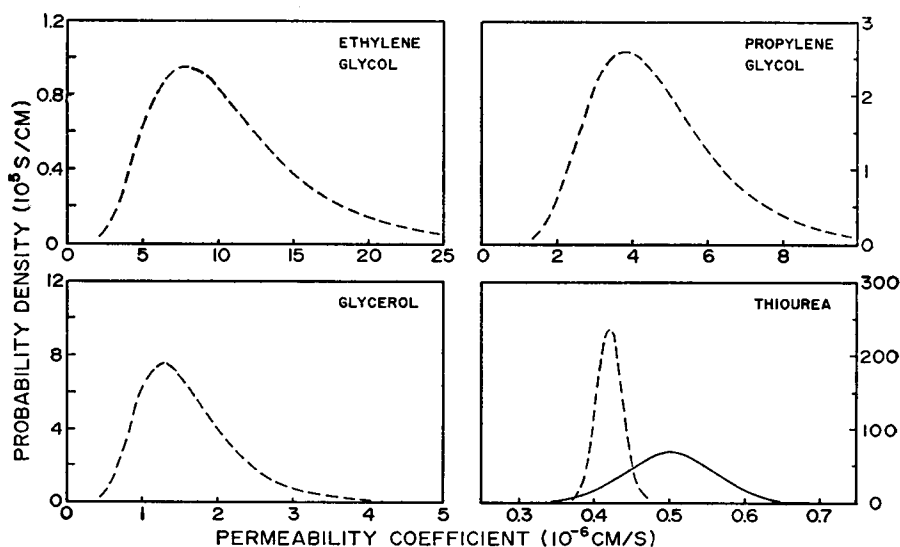 1.2
0.8
0.4
0
0 5 10 15 20 25
ETHYLENE
GLYCOL
3
2
1
0
0 2 4 6 8
PROPYLENE
GLYCOL
12
8
4
0
0 1 2 3 4 5
GLYCEROL
300
200
100
0
0.3 0.4 0.5 0.6 0.7
THIOUREA
PROBABILITY DENSITY (10⁵ S/CM)
PERMEABILITY COEFFICIENT (10⁻⁶ CM/S)